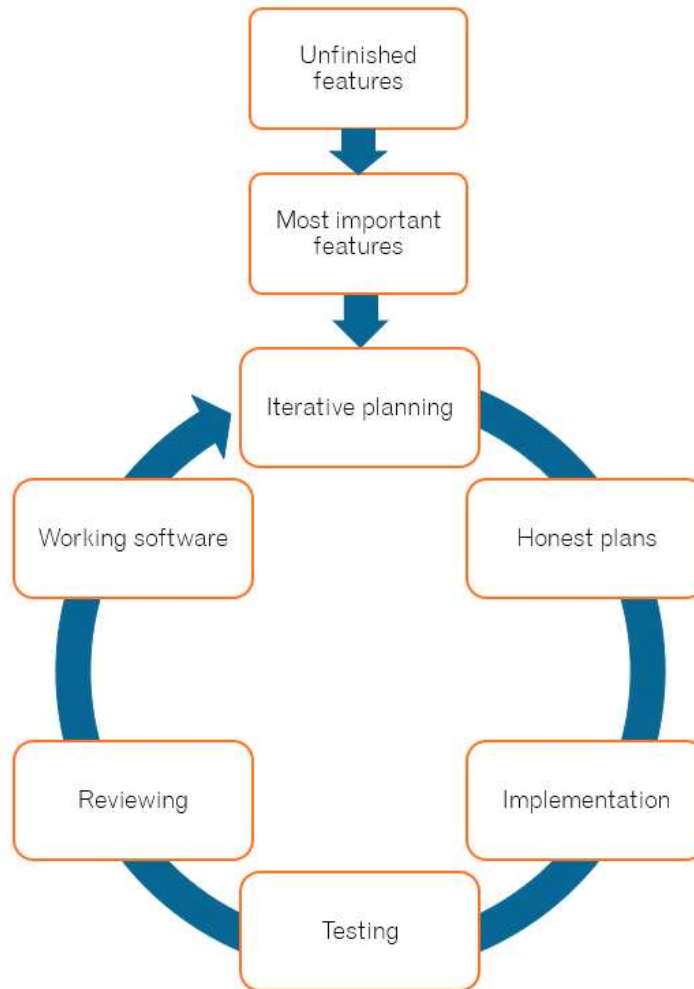 Unfinished
features
Most important
features
Iterative planning
Working software
Honest plans
Reviewing
Implementation
Testing